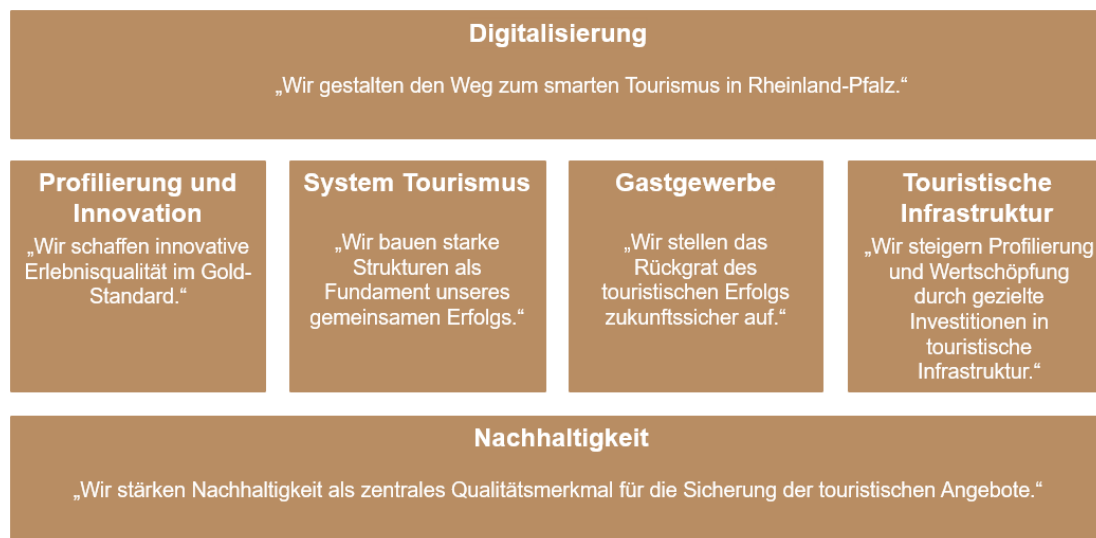 Digitalisierung
„Wir gestalten den Weg zum smarten Tourismus in Rheinland-Pfalz.“
Profilierung und
Innovation
„Wir schaffen innovative
Erlebnisqualität im Gold-
Standard.“
System Tourismus
„Wir bauen starke
Strukturen als
Fundament unseres
gemeinsamen Erfolgs.“
Gastgewerbe
„Wir stellen das
Rückgrat des
touristischen Erfolgs
zukunftssicher auf.“
Touristische
Infrastruktur
„Wir steigern Profilierung
und Wertschöpfung
durch gezielte
Investitionen in
touristische
Infrastruktur.“
Nachhaltigkeit
„Wir stärken Nachhaltigkeit als zentrales Qualitätsmerkmal für die Sicherung der touristischen Angebote.“